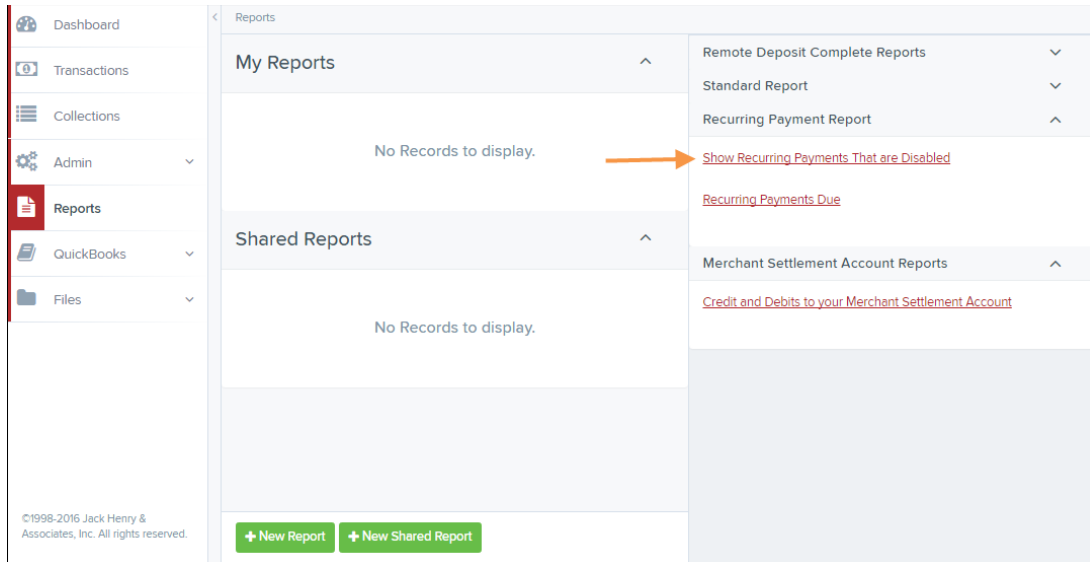 Dashboard
Transactions
Collections
Admin
Reports
QuickBooks
Files
©1998-2016 Jack Henry &
Associates, Inc. All rights reserved.
Reports
My Reports
No Records to display.
Shared Reports
No Records to display.
+ New Report
+ New Shared Report
Remote Deposit Complete Reports
Standard Report
Recurring Payment Report
Show Recurring Payments That are Disabled
Recurring Payments Due
Merchant Settlement Account Reports
Credit and Debits to your Merchant Settlement Account